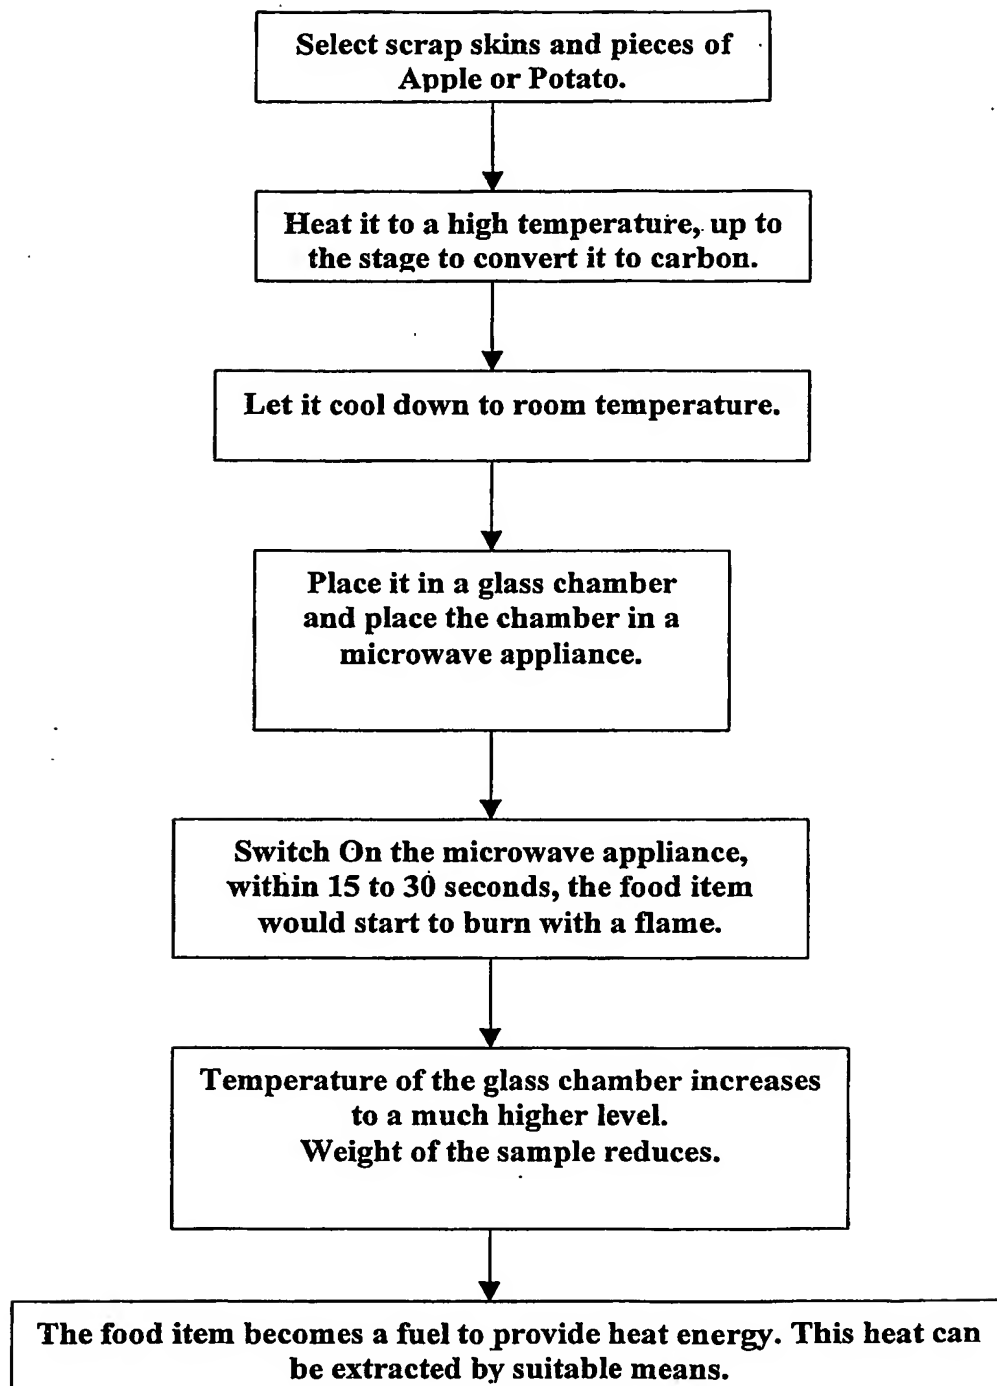 Select scrap skins and pieces of
Apple or Potato.
Heat it to a high temperature, up to
the stage to convert it to carbon.
Let it cool down to room temperature.
Place it in a glass chamber
and place the chamber in a
microwave appliance.
Switch On the microwave appliance,
within 15 to 30 seconds, the food item
would start to burn with a flame.
Temperature of the glass chamber increases
to a much higher level.
Weight of the sample reduces.
The food item becomes a fuel to provide heat energy. This heat can
be extracted by suitable means.